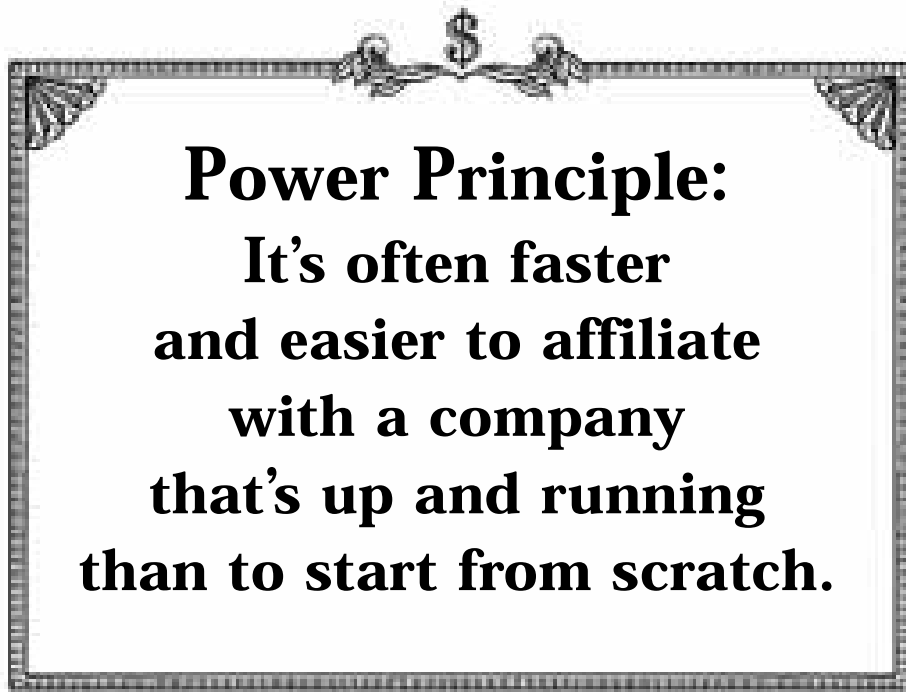 $
Power Principle:
It’s often faster
and easier to affiliate
with a company
that’s up and running
than to start from scratch.